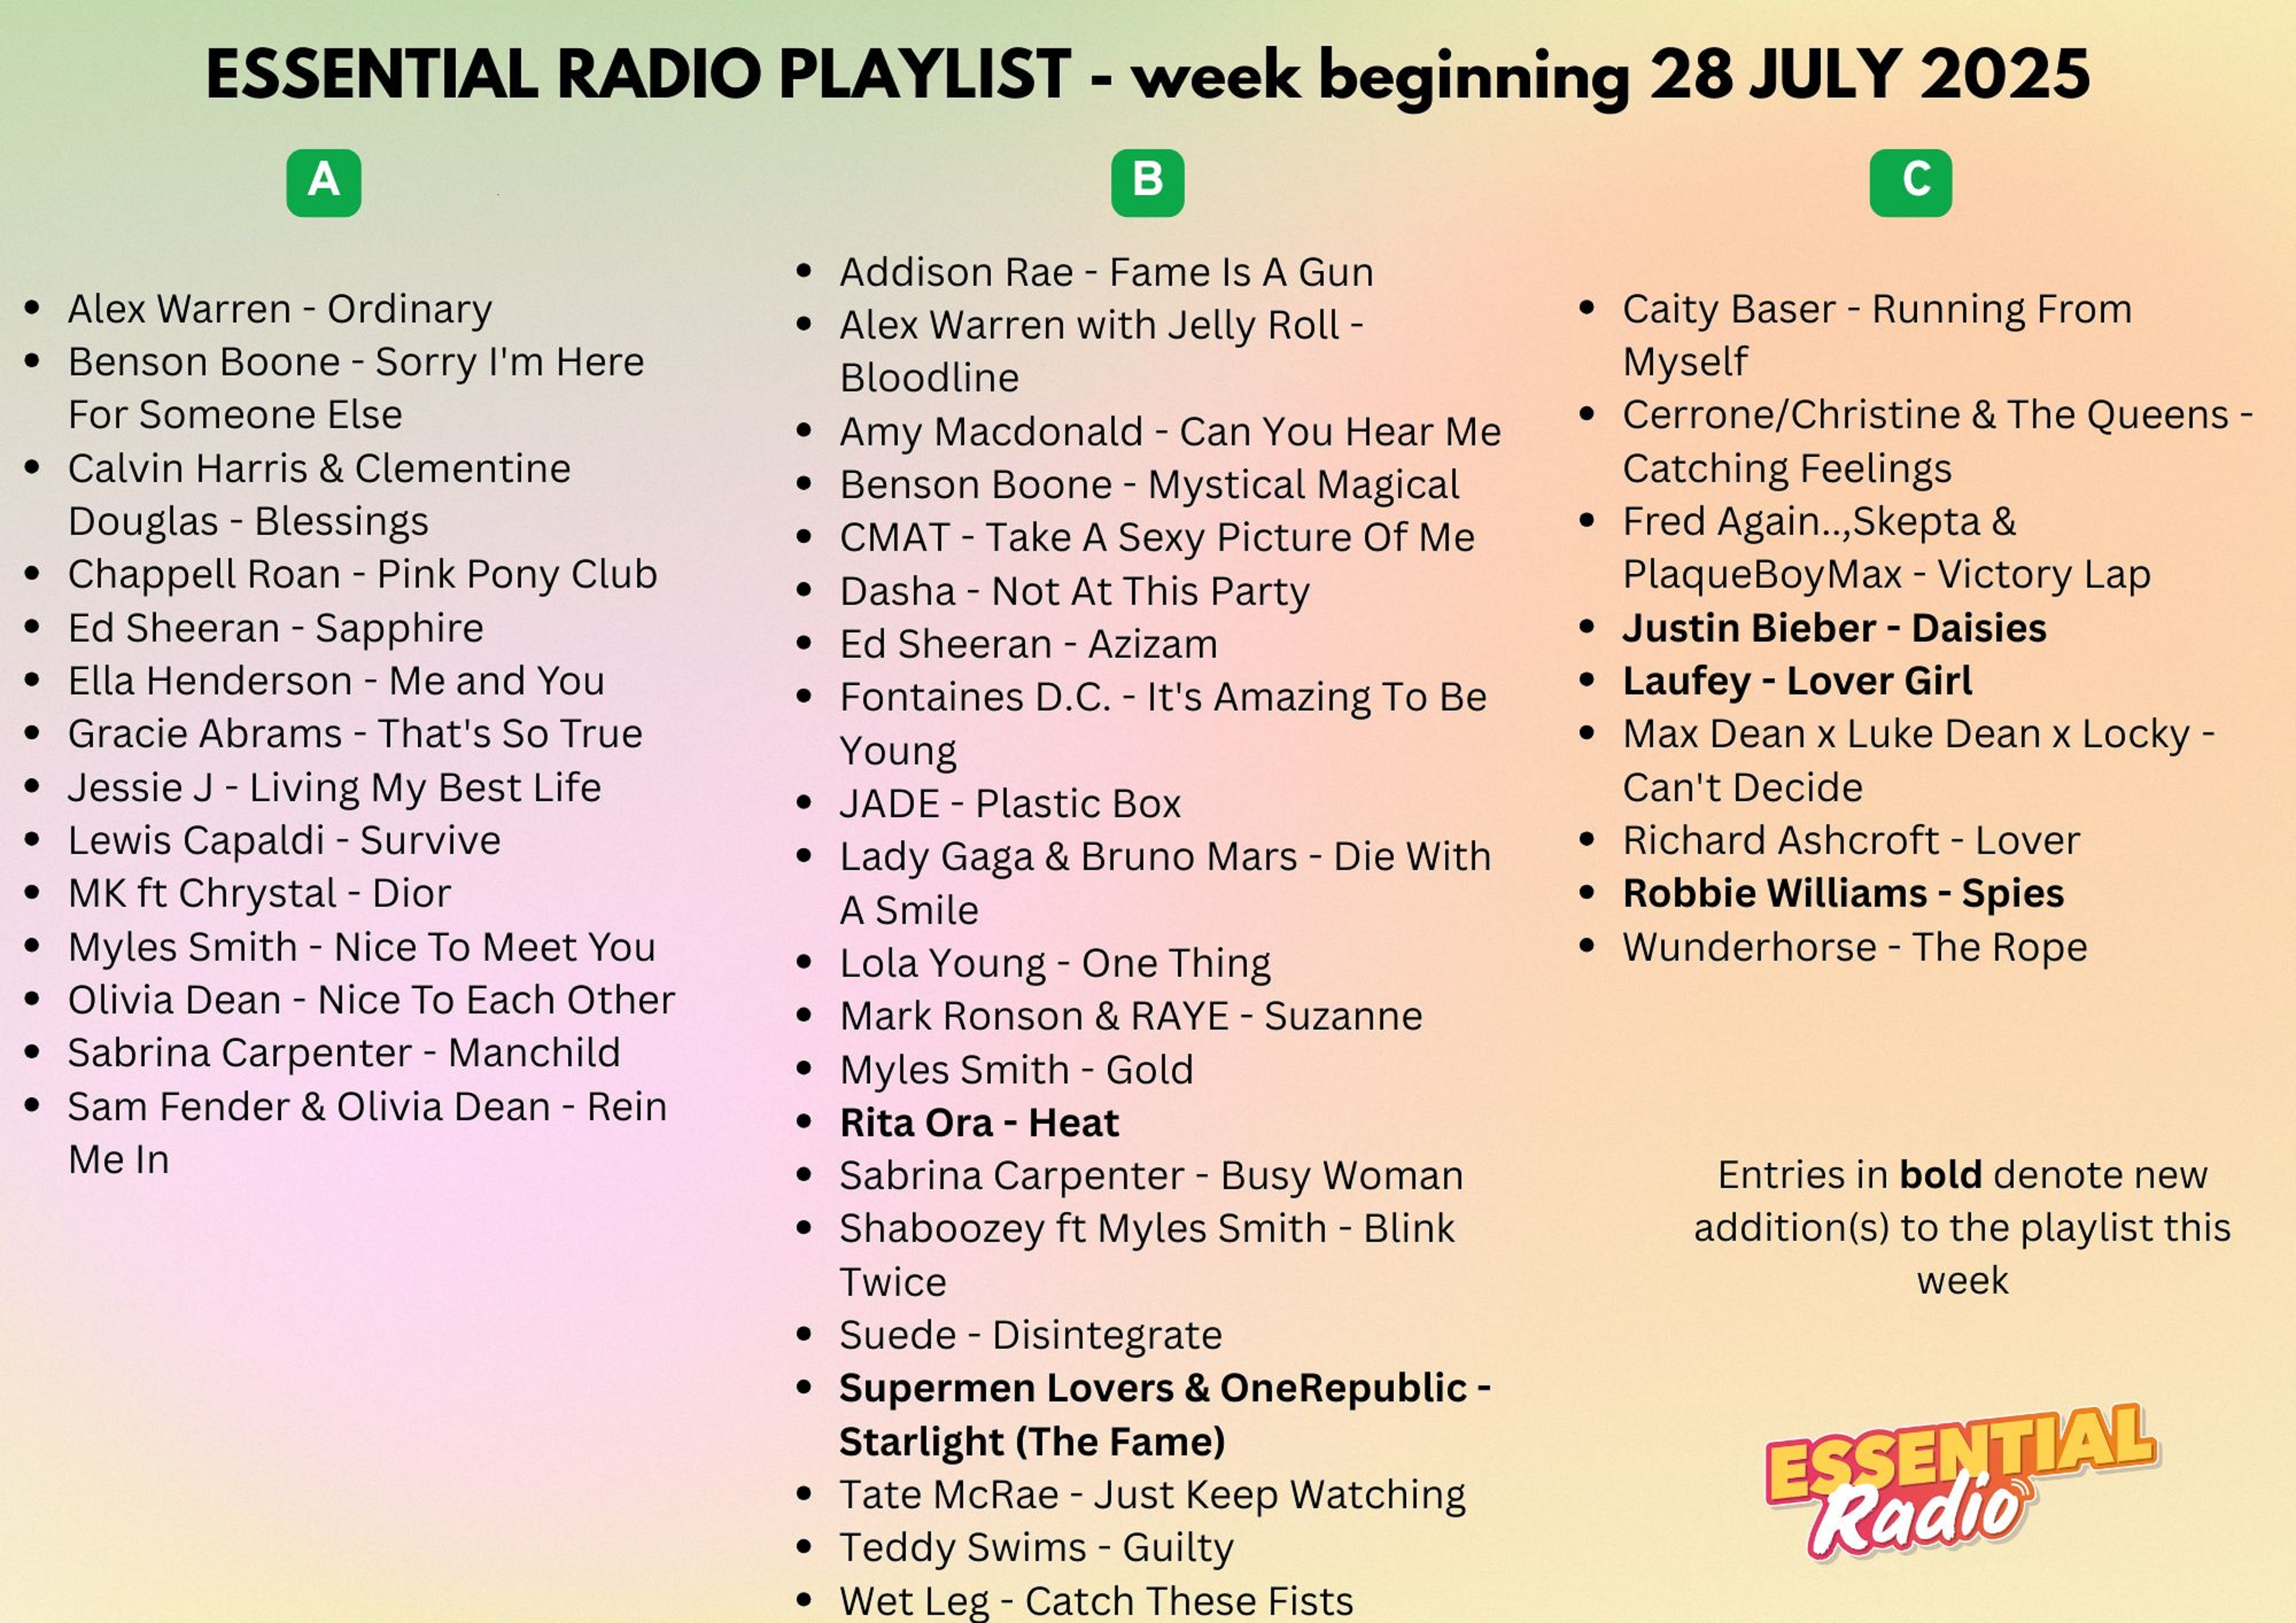 ESSENTIAL RADIO PLAYLIST - week beginning 28 JULY 2025
A
Alex Warren - Ordinary
Benson Boone - Sorry I'm Here
For Someone Else
Calvin Harris & Clementine
Douglas - Blessings
Chappell Roan - Pink Pony Club
Ed Sheeran - Sapphire
Ella Henderson - Me and You
Gracie Abrams - That's So True
Jessie J - Living My Best Life
Lewis Capaldi - Survive
MK ft Chrystal - Dior
Myles Smith - Nice To Meet You
Olivia Dean - Nice To Each Other
Sabrina Carpenter - Manchild
Sam Fender & Olivia Dean - Rein
Me In
B
Addison Rae - Fame Is A Gun
Alex Warren with Jelly Roll -
Bloodline
Amy Macdonald - Can You Hear Me
Benson Boone - Mystical Magical
CMAT - Take A Sexy Picture Of Me
Dasha - Not At This Party
Ed Sheeran - Azizam
Fontaines D.C. - It's Amazing To Be
Young
JADE - Plastic Box
Lady Gaga & Bruno Mars - Die With
A Smile
Lola Young - One Thing
Mark Ronson & RAYE - Suzanne
Myles Smith - Gold
Rita Ora - Heat
Sabrina Carpenter - Busy Woman
Shaboozey ft Myles Smith - Blink
Twice
Suede - Disintegrate
Supermen Lovers & OneRepublic -
Starlight (The Fame)
Tate McRae - Just Keep Watching
Teddy Swims - Guilty
Wet Leg - Catch These Fists
C
Caity Baser - Running From
Myself
Cerrone/Christine & The Queens -
Catching Feelings
Fred Again..,Skepta &
PlaqueBoyMax - Victory Lap
Justin Bieber - Daisies
Laufey - Lover Girl
Max Dean x Luke Dean x Locky -
Can't Decide
Richard Ashcroft - Lover
Robbie Williams - Spies
Wunderhorse - The Rope
Entries in bold denote new
addition(s) to the playlist this
week
ESSENTIAL
Radio